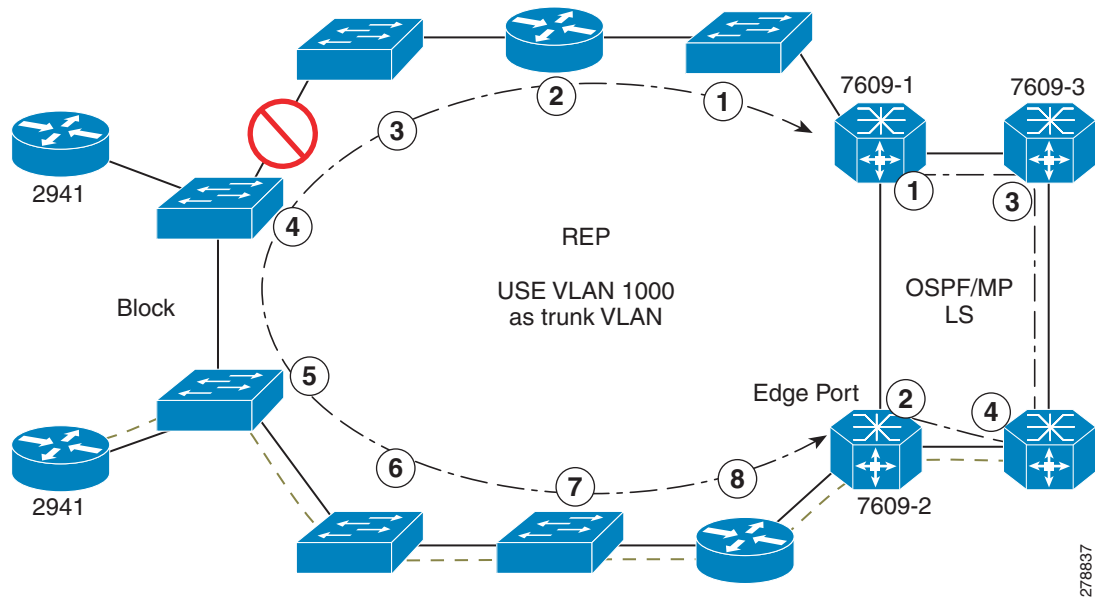 7609-1
7609-3
2
1
3
2941
1
3
4
REP
USE VLAN 1000
as trunk VLAN
OSPF/MP
LS
Block
5
Edge Port
2
4
6
7
8
2941
7609-2
278837